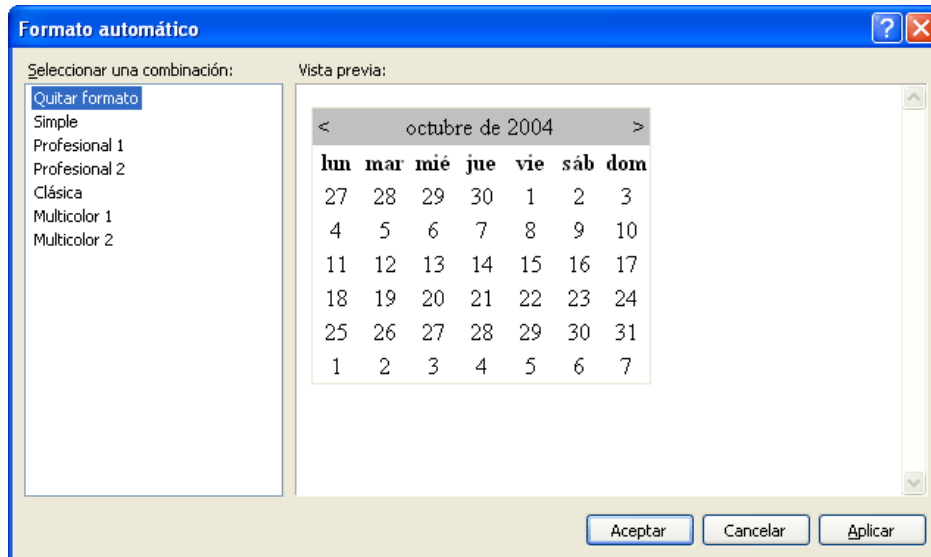 Formato automático
Seleccionar una combinación:
Quitar formato
Simple
Profesional 1
Profesional 2
Clásica
Multicolor 1
Multicolor 2
Vista previa:
< octubre de 2004 >
lun mar mié jue vie sáb dom
27 28 29 30 1 2 3
4 5 6 7 8 9 10
11 12 13 14 15 16 17
18 19 20 21 22 23 24
25 26 27 28 29 30 31
1 2 3 4 5 6 7
Aceptar Cancelar Aplicar